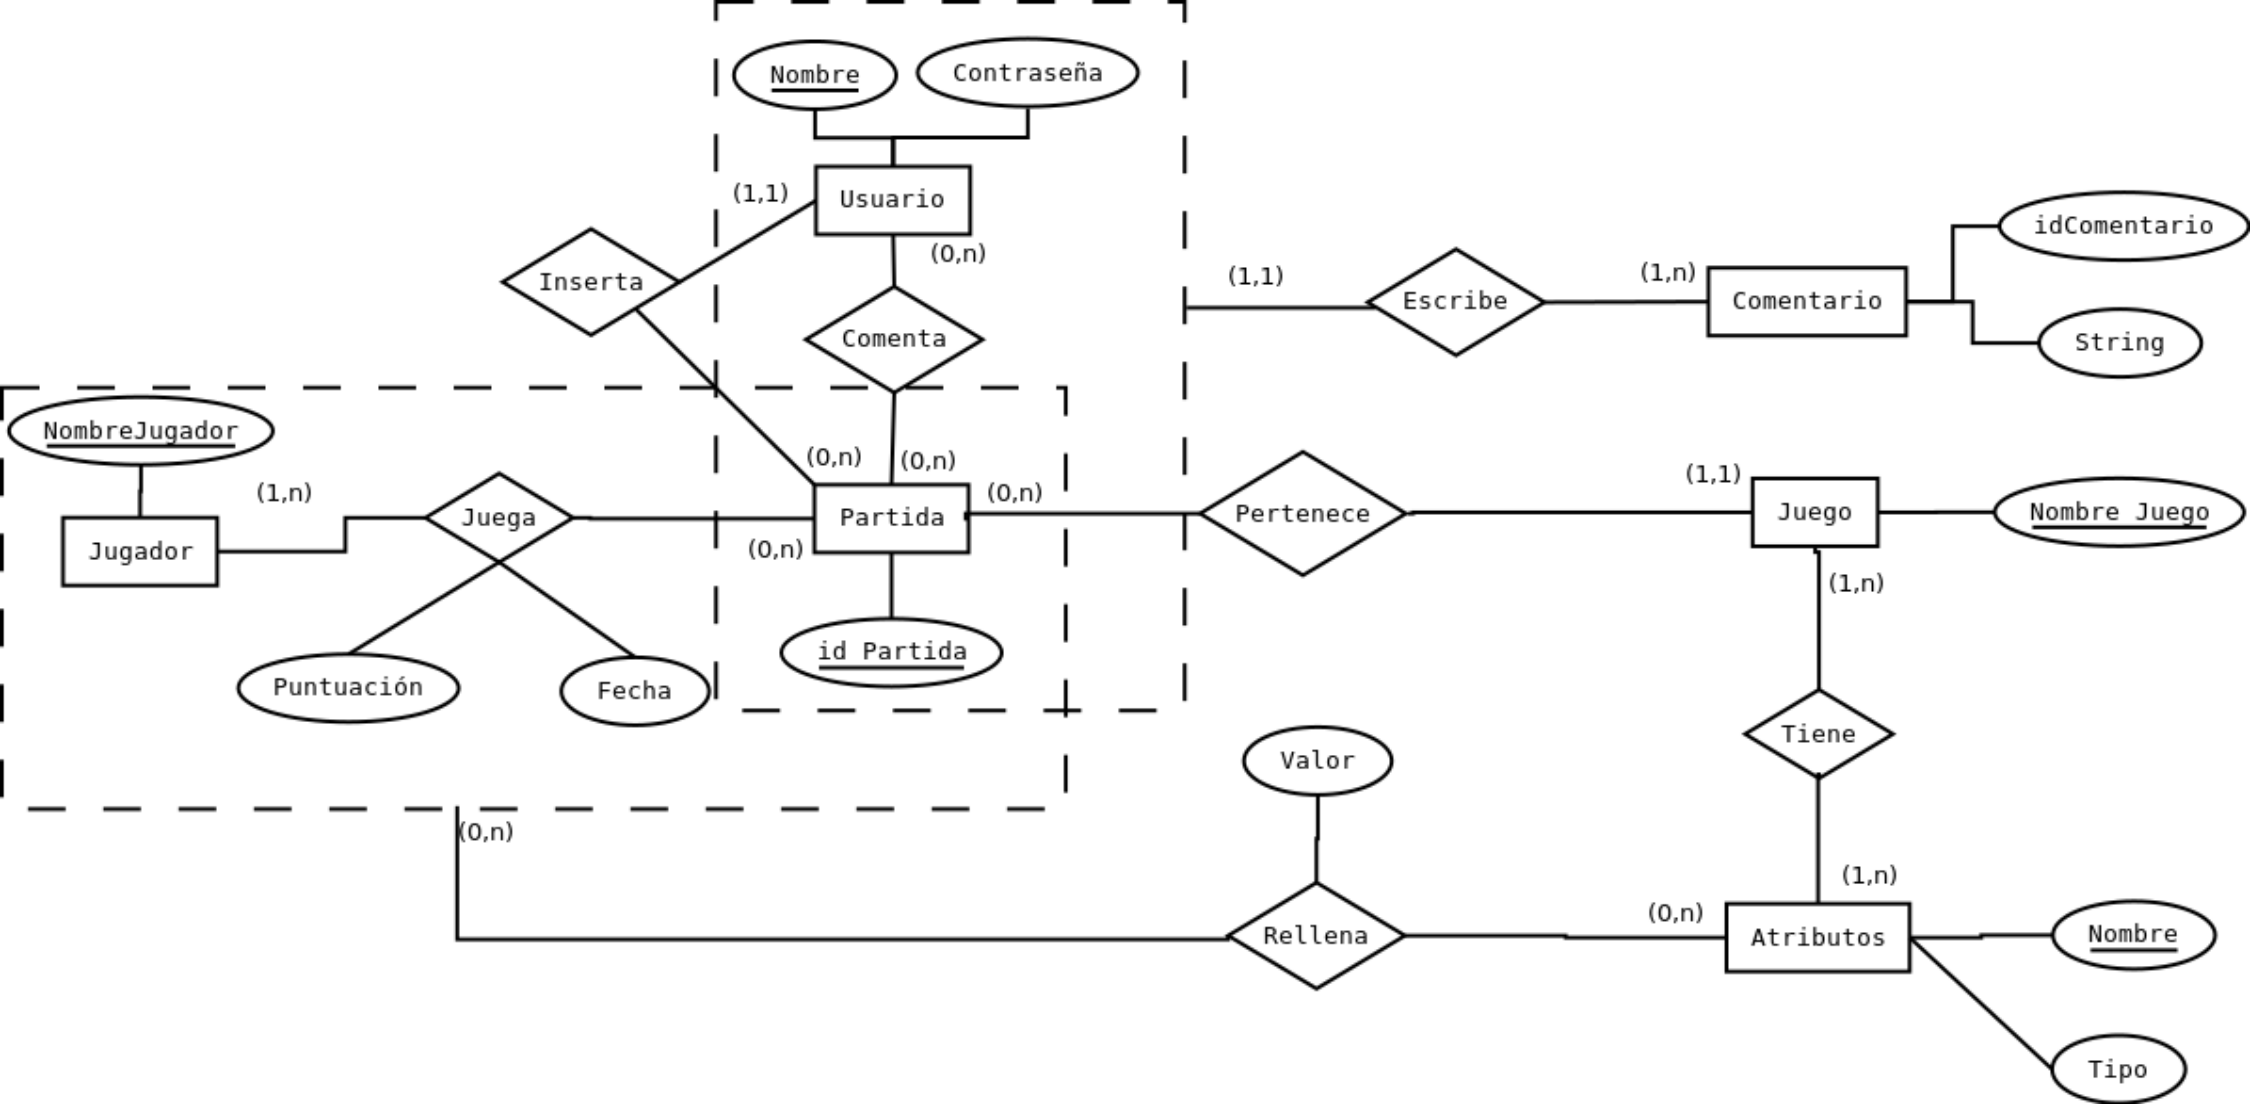 Nombre
Contraseña
(1,1)
Usuario
(0,n)
Inserta
Comenta
(1,1)
Escribe
(1,n)
Comentario
idComentario
String
NombreJugador
(1,n)
Jugador
Juega
(0,n)
(0,n)
(0,n)
Partida
(0,n)
Pertenece
(1,1)
Juego
Nombre Juego
(1,n)
id Partida
Puntuación
Fecha
Tiene
Valor
(0,n)
(1,n)
Rellena
(0,n)
Atributos
Nombre
Tipo